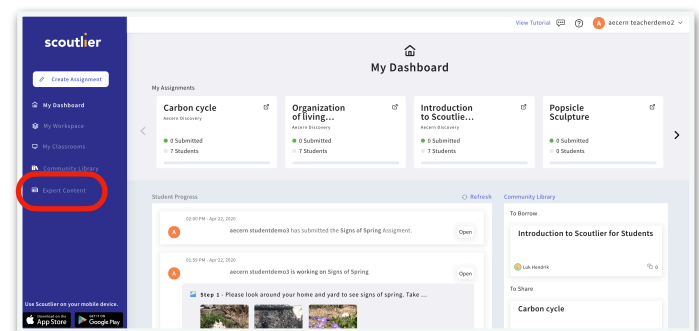 View Tutorial
A aecern teacherdemo2
scoutlier
Create Assignment
My Dashboard
My Workspace
My Classrooms
Community Library
Expert Content
Use Scoutlier on your mobile device.
Download on the
App Store
GET IT ON
Google Play
My Dashboard
My Assignments
Carbon cycle
Aecern Discovery
0 Submitted
7 Students
Organization
of living...
Aecern Discovery
0 Submitted
7 Students
Introduction
to Scoutlie...
Aecern Discovery
0 Submitted
7 Students
Popsicle
Sculpture
0 Submitted
0 Students
Student Progress
Refresh
02:00 PM - Apr 22, 2020
A
aecern studentdemo3 has submitted the Signs of Spring Assigment.
Open
01:59 PM - Apr 22, 2020
A
aecern studentdemo3 is working on Signs of Spring
Open
Step 1 - Please look around your home and yard to see signs of spring. Take ...
Community Library
To Borrow
Introduction to Scoutlier for Students
Luk Hendrik
0
To Share
Carbon cycle